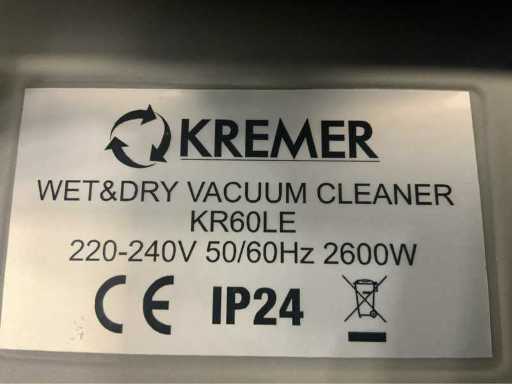 KREMER
WET&DRY VACUUM CLEANER
KR60LE
220-240V 50/60Hz 2600W
CE IP24